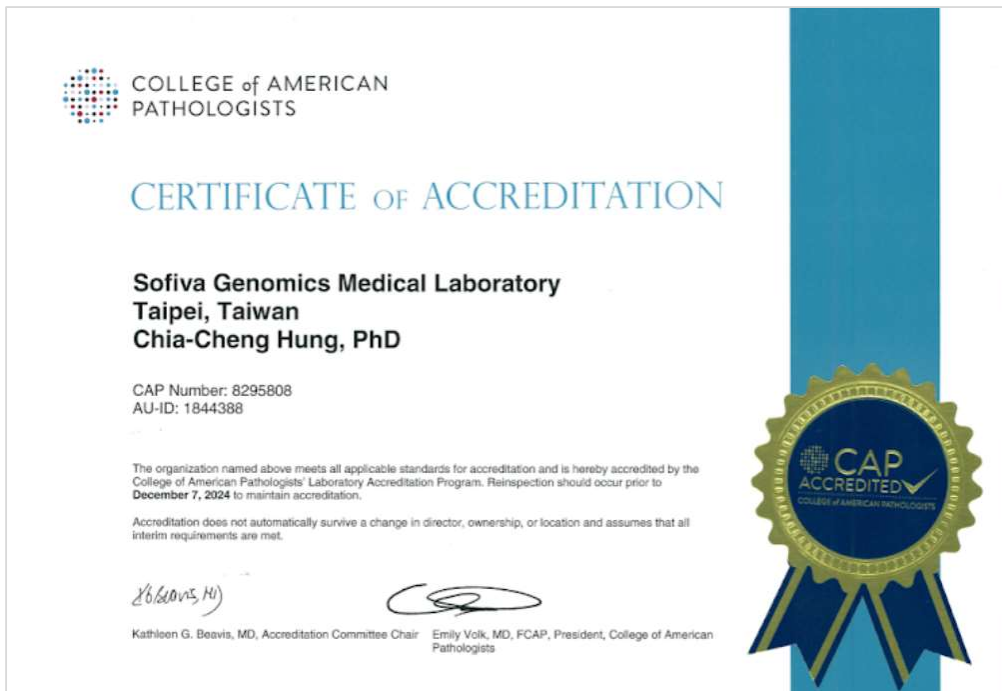 COLLEGE of AMERICAN
PATHOLOGISTS
CERTIFICATE OF ACCREDITATION
Sofiva Genomics Medical Laboratory
Taipei, Taiwan
Chia-Cheng Hung, PhD
CAP Number: 8295808
AU-ID: 1844388
The organization named above meets all applicable standards for accreditation and is hereby accredited by the
College of American Pathologists' Laboratory Accreditation Program. Reinspection should occur prior to
December 7, 2024 to maintain accreditation.
Accreditation does not automatically survive a change in director, ownership, or location and assumes that all
interim requirements are met.
Kathleen G. Beavis, MD, Accreditation Committee Chair
Emily Volk, MD, FCAP, President, College of American
Pathologists
CAP
ACCREDITED
COLLEGE of AMERICAN PATHOLOGISTS